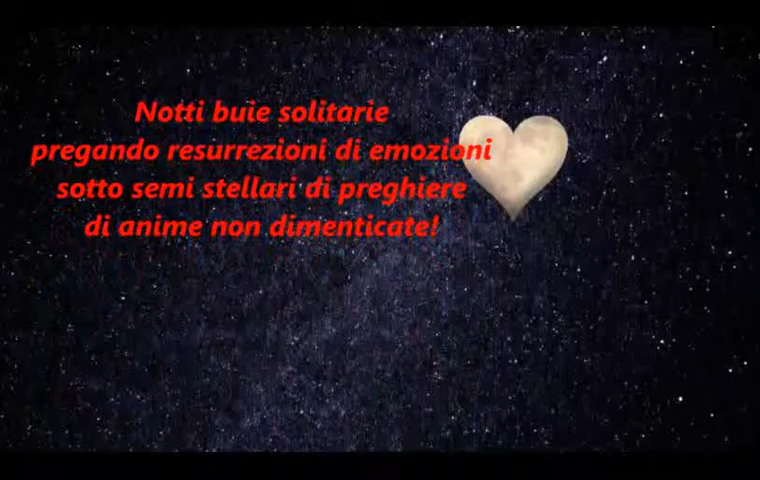 Notti buie solitarie
pregando resurrezioni di emozioni
sotto semi stellari di preghiere
di anime non dimenticate!